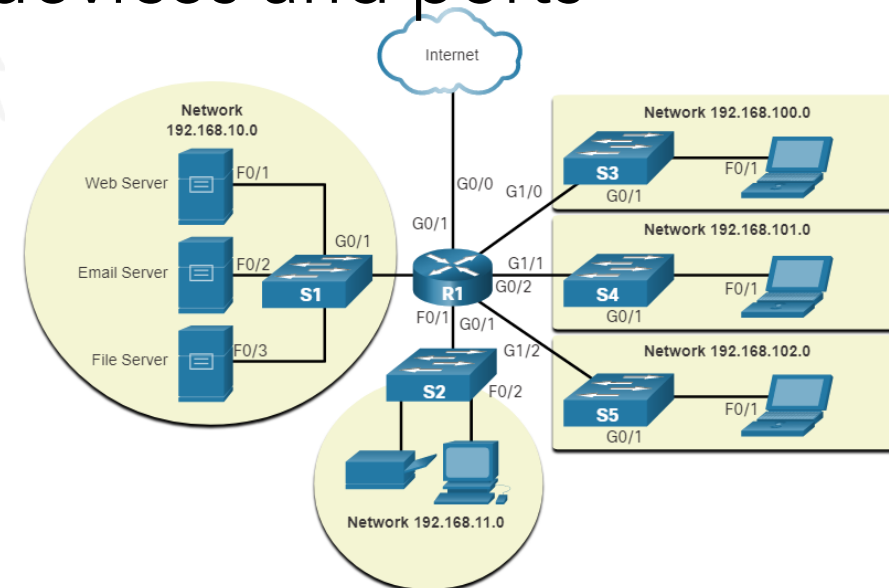 devices and ports
Internet
Network
192.168.10.0
Web Server
F0/1
Email Server
F0/2
File Server
F0/3
G0/1
S1
G0/0
G0/1
G1/0
R1
G1/1
G0/2
F0/1
G0/1
G1/2
S2
F0/2
Network 192.168.11.0
Network 192.168.100.0
S3
G0/1
F0/1
Network 192.168.101.0
S4
G0/1
F0/1
Network 192.168.102.0
S5
G0/1
F0/1